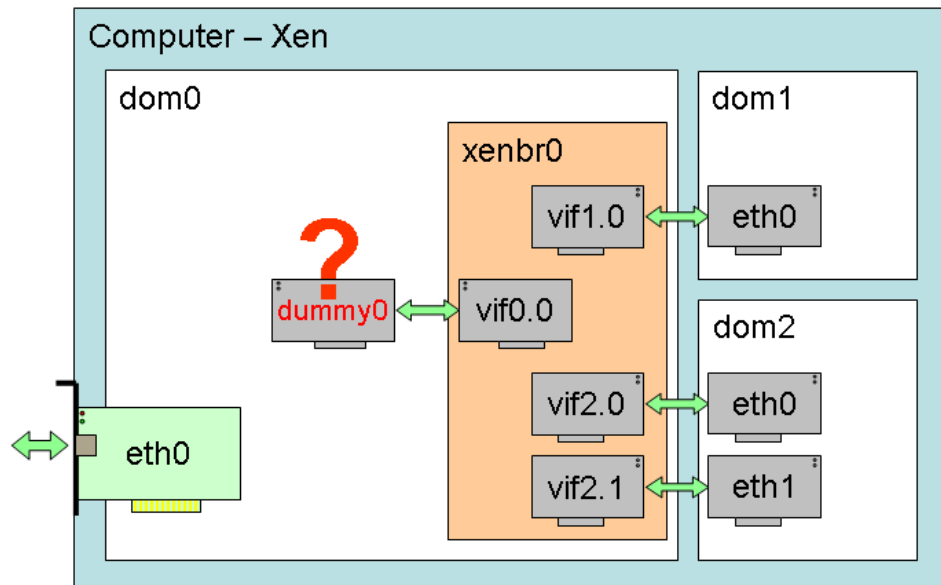 Computer – Xen
dom0
dom1
xenbr0
vif1.0
eth0
?
dummy0
vif0.0
dom2
vif2.0
eth0
eth0
vif2.1
eth1